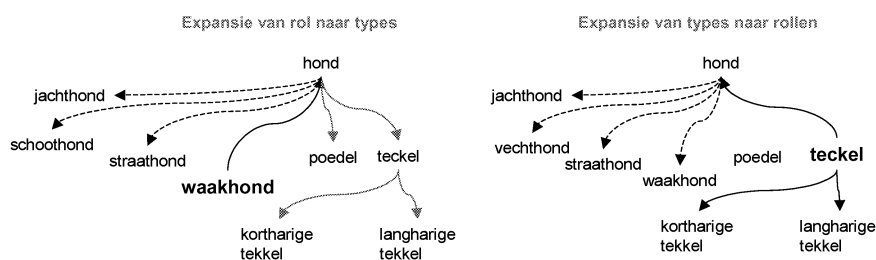 Expansie van rol naar types
hond
jachthond
schoothond
straathond
poedel
teckel
waakhond
kortharige
tekkel
langharige
tekkel
Expansie van types naar rollen
hond
jachthond
vechthond
straathond
poedel
teckel
waakhond
kortharige
tekkel
langharige
tekkel